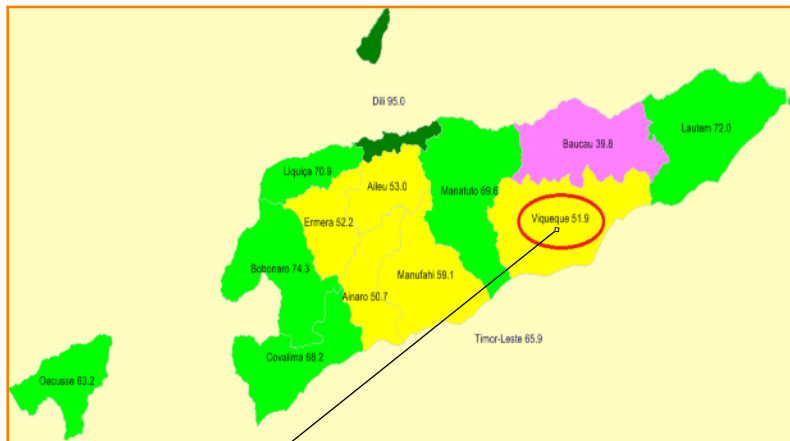 Dili 95.0
Lautem 72.0
Baucau 39.8
Liquiça 70.9
Aileu 53.0
Manatuto 69.6
Ermera 52.2
Viqueque 51.9
Bobonaro 74.3
Manufahi 59.1
Ainaro 50.7
Timor-Leste 65.9
Covalima 68.2
Oecusse 63.2